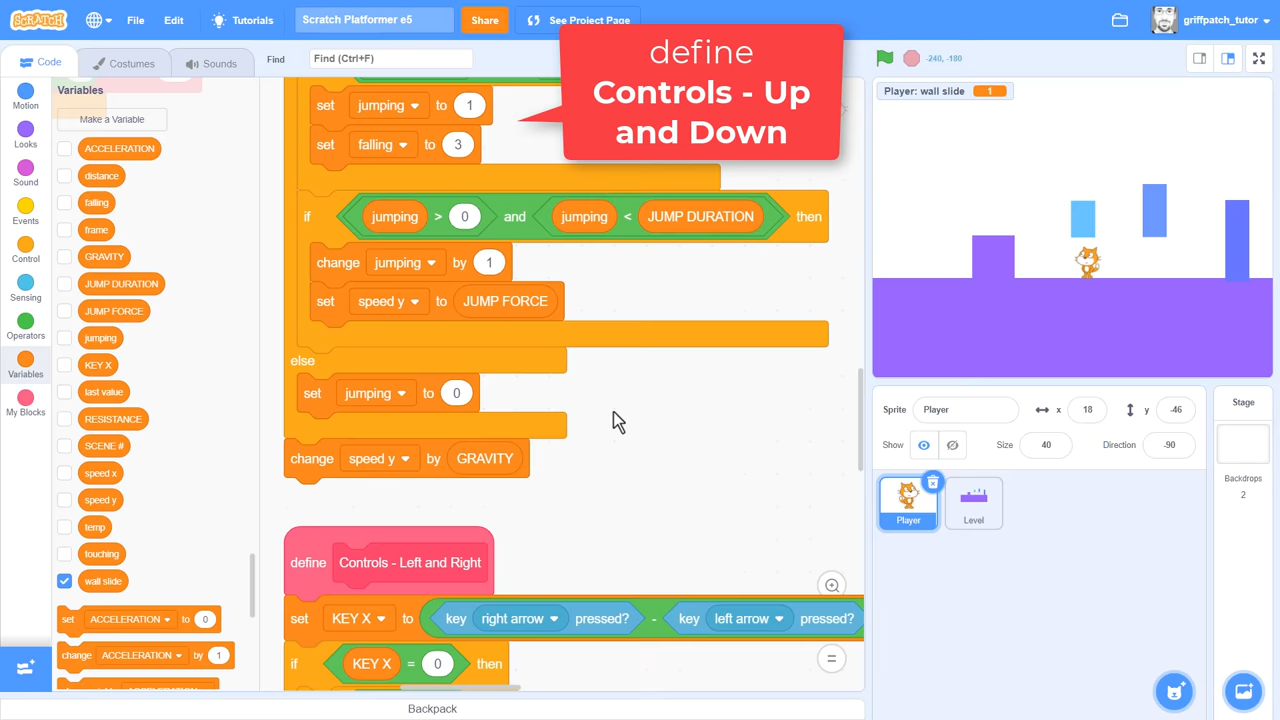 SCRATCH
File
Edit
Tutorials
Scratch Platformer e5
Share
See Project Page
griffpatch_tutor
Code
Costumes
Sounds
Find
Find (Ctrl+F)
-240, -180
define
Controls - Up
and Down
Motion
Looks
Sound
Events
Control
Sensing
Operators
Variables
My Blocks
Variables
Make a Variable
ACCELERATION
distance
falling
frame
GRAVITY
JUMP DURATION
JUMP FORCE
jumping
KEY X
last value
RESISTANCE
SCENE #
speed x
speed y
temp
touching
wall slide
set ACCELERATION to 0
change ACCELERATION by 1
set jumping to 1
set falling to 3
if jumping > 0 and jumping < JUMP DURATION then
change jumping by 1
set speed y to JUMP FORCE
else
set jumping to 0
change speed y by GRAVITY
define Controls - Left and Right
set KEY X to key right arrow pressed? - key left arrow pressed?
if KEY X = 0 then
Player: wall slide 1
Sprite Player x 18 y -46
Show Size 40 Direction -90
Player
Level
Stage
Backdrops
2
Backpack